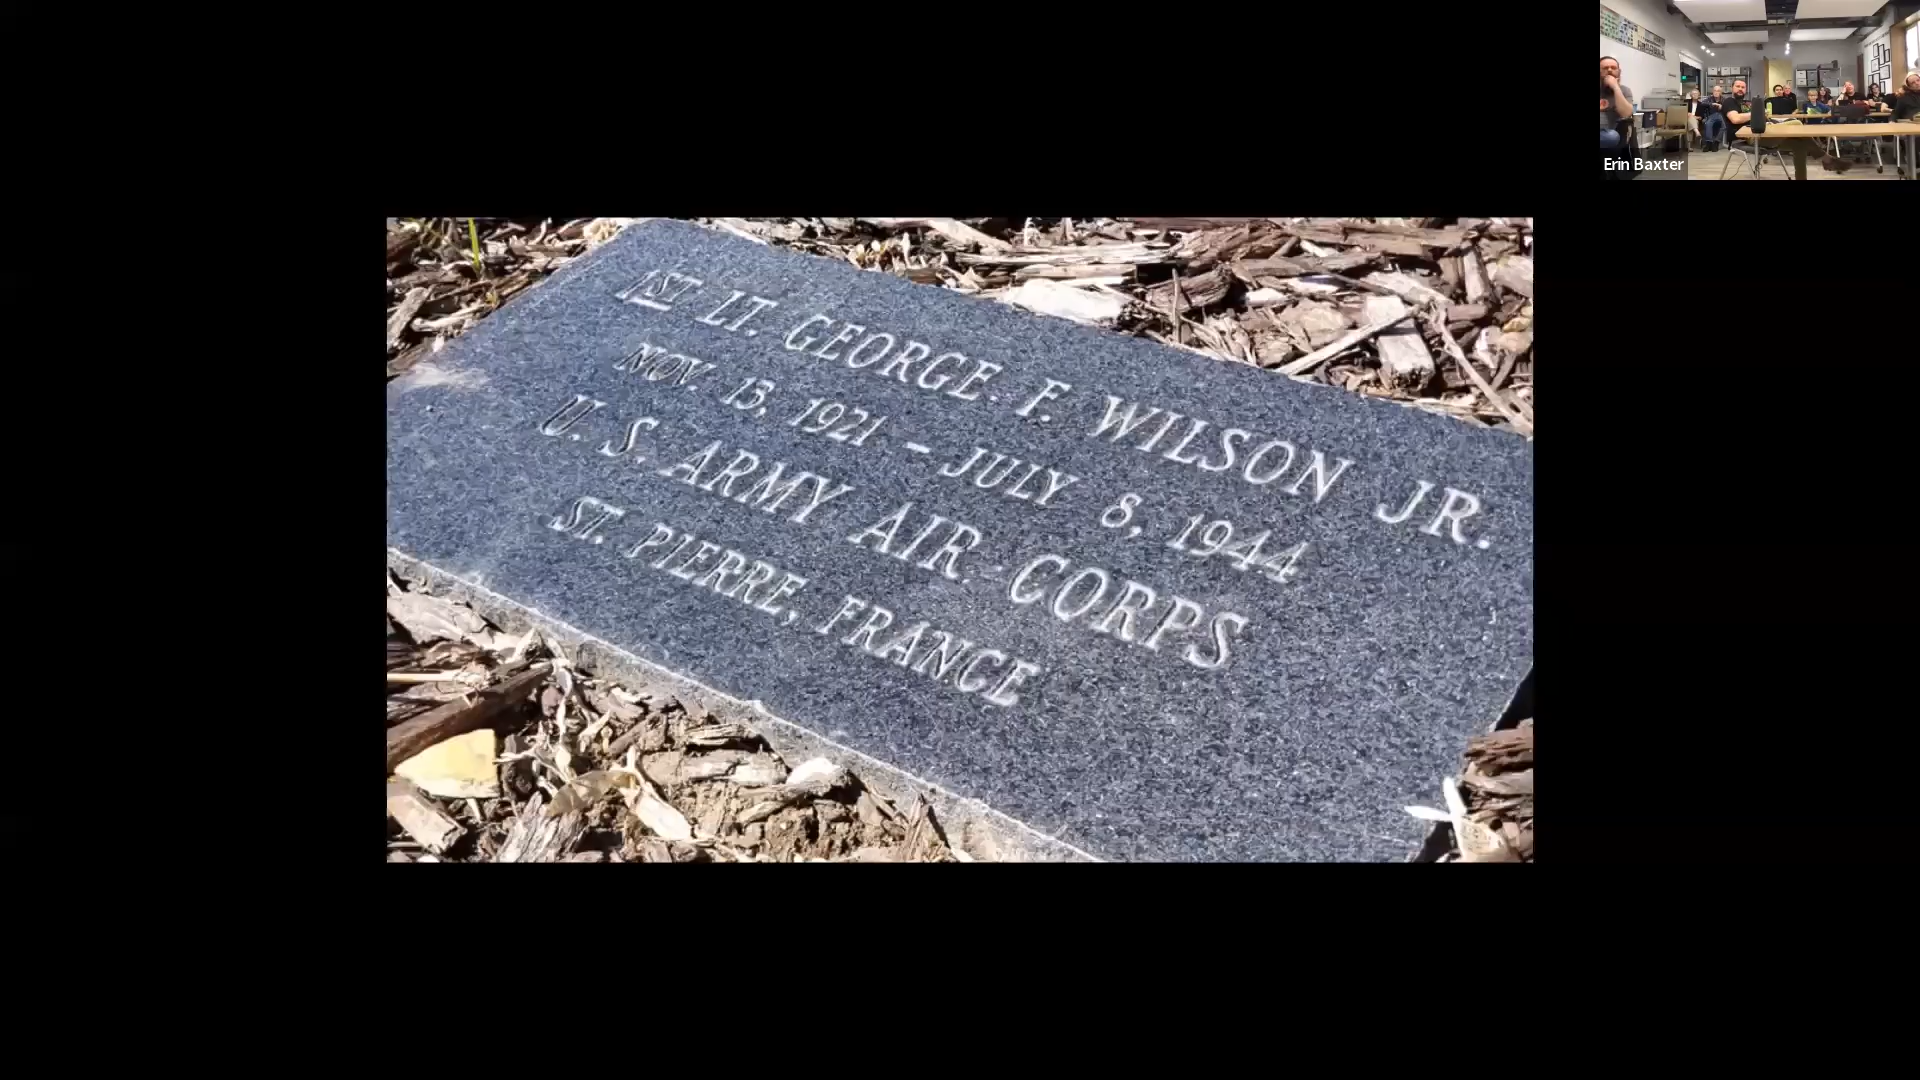 1ST LT. GEORGE F. WILSON JR.
NOV. 13, 1921 – JULY 8, 1944
U. S. ARMY AIR CORPS
ST. PIERRE, FRANCE
Erin Baxter